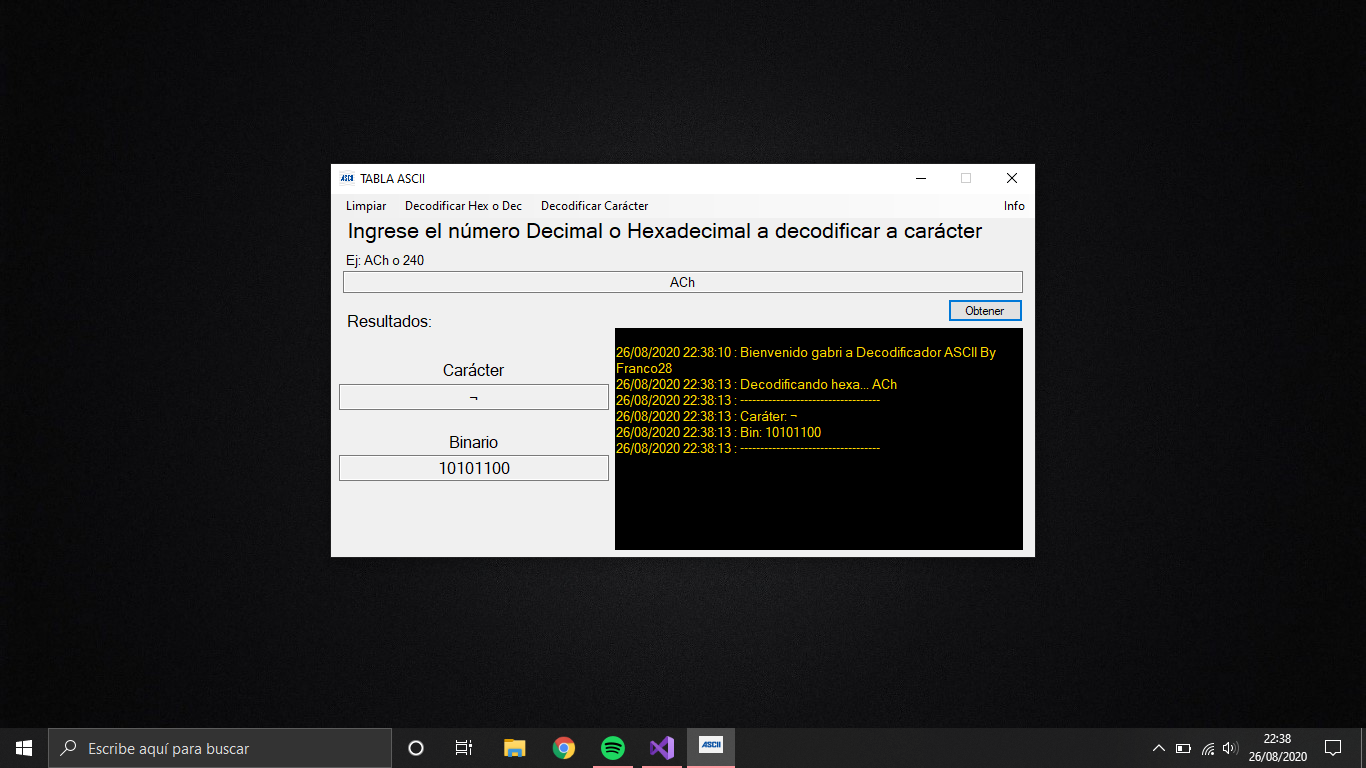 ASCII TABLA ASCII
Limpiar Decodificar Hex o Dec Decodificar Carácter Info
Ingrese el número Decimal o Hexadecimal a decodificar a carácter
Ej: ACh o 240
ACh
Obtener
Resultados:
Carácter
¬
Binario
10101100
26/08/2020 22:38:10 : Bienvenido gabri a Decodificador ASCII By
Franco28
26/08/2020 22:38:13 : Decodificando hexa... ACh
26/08/2020 22:38:13 : -----------------------------------
26/08/2020 22:38:13 : Caráter: ¬
26/08/2020 22:38:13 : Bin: 10101100
26/08/2020 22:38:13 : -----------------------------------
Escribe aquí para buscar
ASCII
22:38
26/08/2020